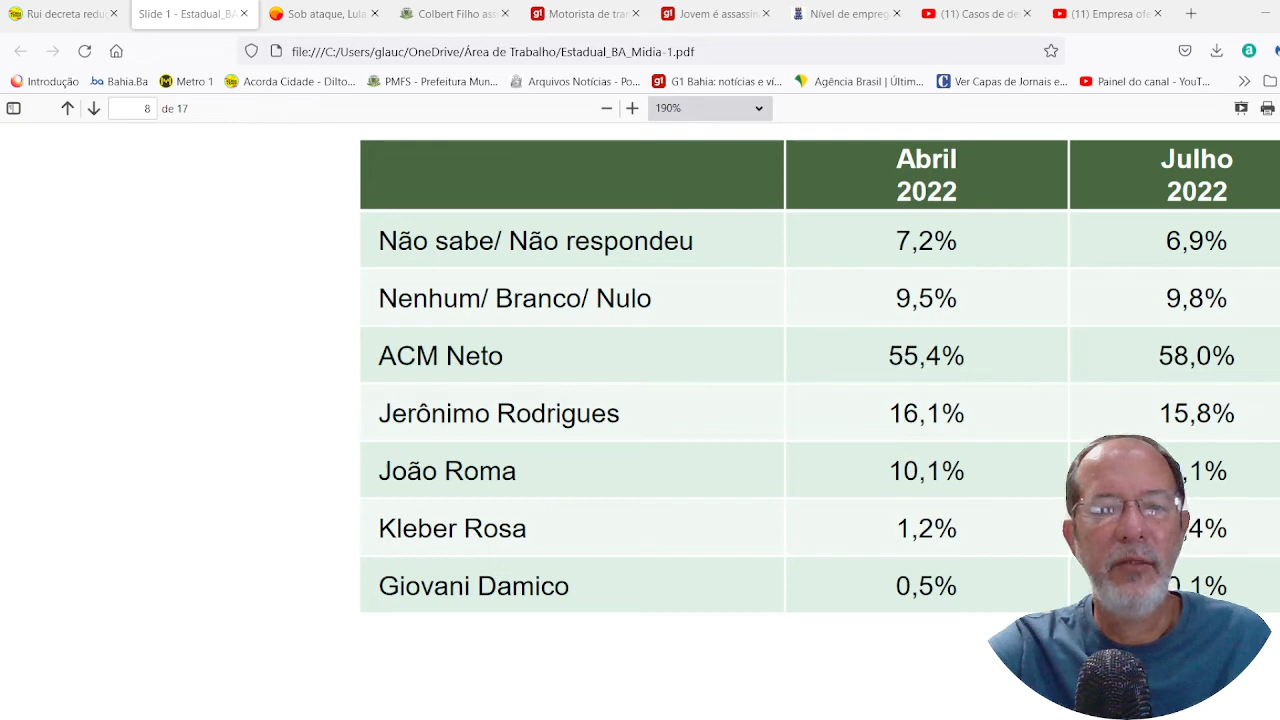 Rui decreta redu
Slide 1 - Estadual_BA
Sob ataque, Lula
Colbert Filho ass
Motorista de tran
Jovem é assassin
Nível de empreg
(11) Casos de de
(11) Empresa ofe
file:///C:/Users/glauc/OneDrive/Área de Trabalho/Estadual_BA_Midia-1.pdf
Introdução
Bahia.Ba
Metro 1
Acorda Cidade - Dilto...
PMFS - Prefeitura Mun...
Arquivos Notícias - Po...
G1 Bahia: notícias e ví...
Agência Brasil | Últim...
Ver Capas de Jornais e...
Painel do canal - YouT...
8 de 17
190%
Abril 2022 Julho 2022
Não sabe/ Não respondeu 7,2% 6,9%
Nenhum/ Branco/ Nulo 9,5% 9,8%
ACM Neto 55,4% 58,0%
Jerônimo Rodrigues 16,1% 15,8%
João Roma 10,1% ,1%
Kleber Rosa 1,2% ,4%
Giovani Damico 0,5% 0,1%